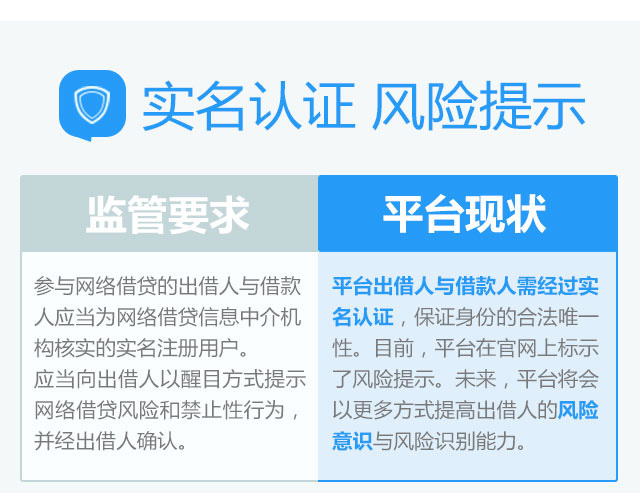 实名认证 风险提示
监管要求
参与网络借贷的出借人与借款
人应当为网络借贷信息中介机
构核实的实名注册用户。
应当向出借人以醒目方式提示
网络借贷风险和禁止性行为，
并经出借人确认。
平台现状
平台出借人与借款人需经过实
名认证，保证身份的合法唯一
性。目前，平台在官网上标示
了风险提示。未来，平台将会
以更多方式提高出借人的风险
意识与风险识别能力。